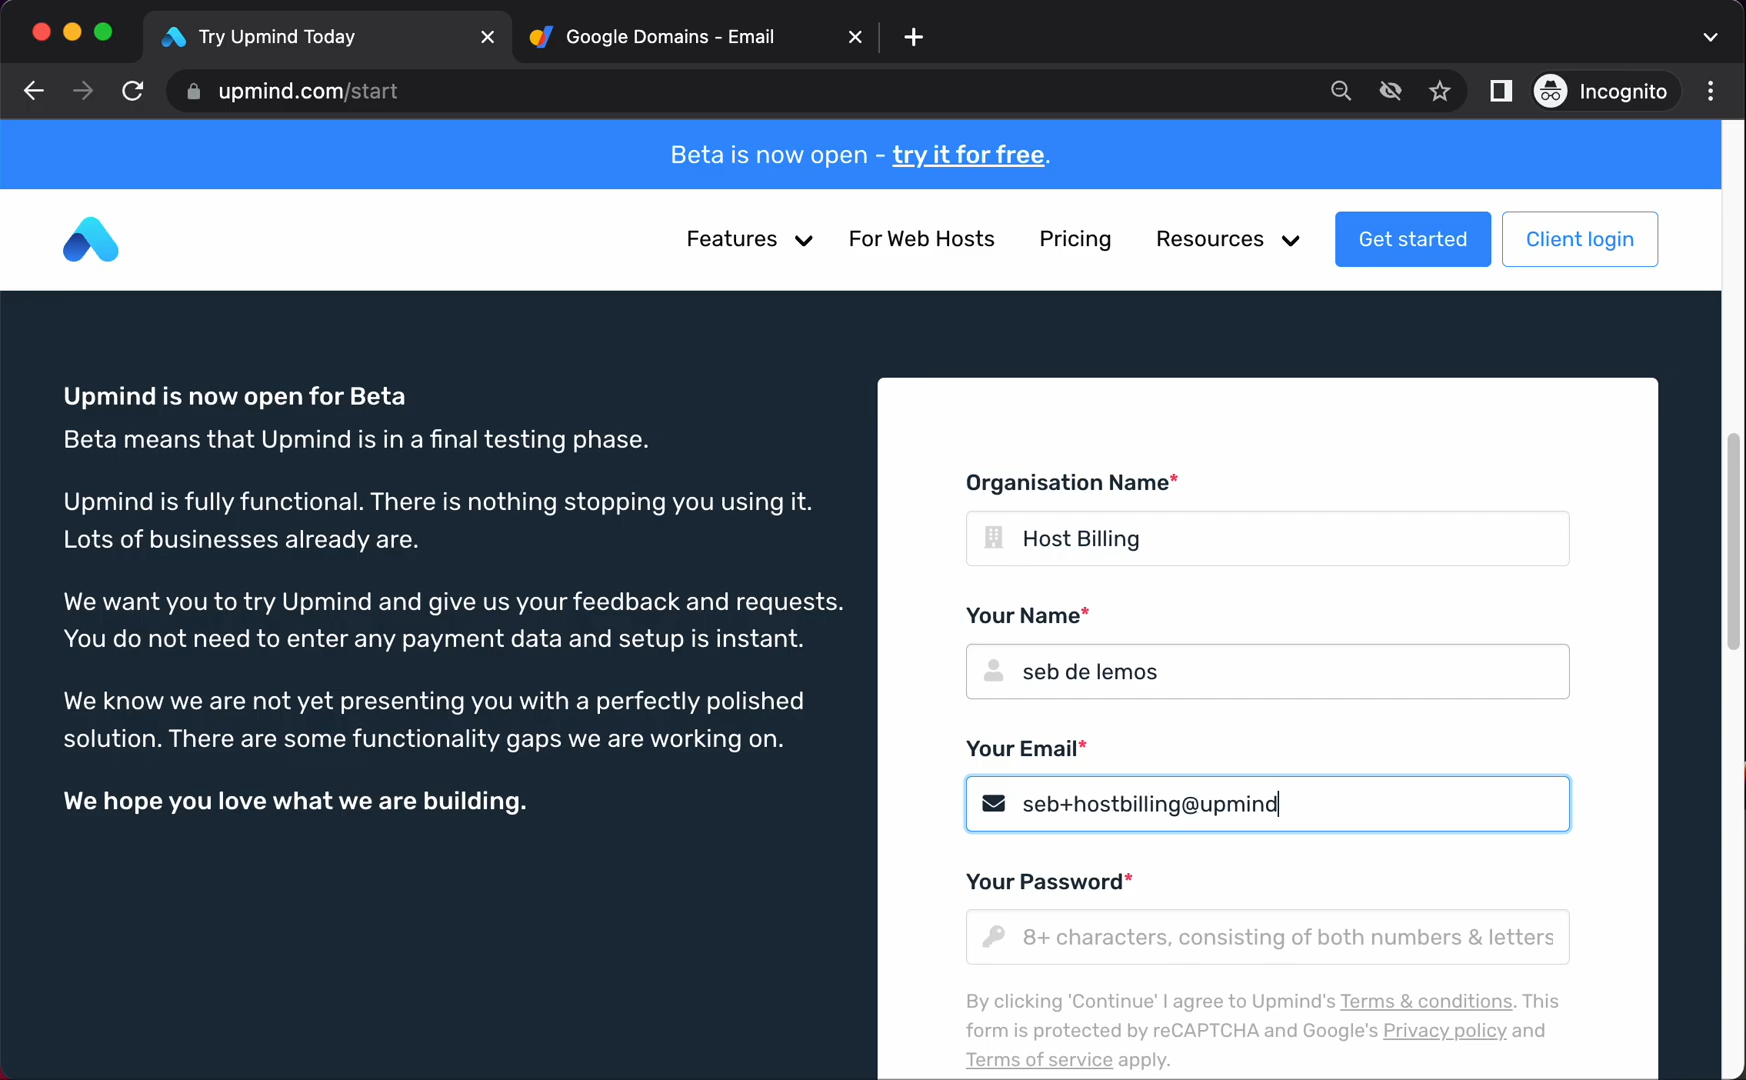 Try Upmind Today
Google Domains - Email
upmind.com/start
Incognito
Beta is now open - try it for free.
Features
For Web Hosts
Pricing
Resources
Get started
Client login
Upmind is now open for Beta
Beta means that Upmind is in a final testing phase.
Upmind is fully functional. There is nothing stopping you using it.
Lots of businesses already are.
We want you to try Upmind and give us your feedback and requests.
You do not need to enter any payment data and setup is instant.
We know we are not yet presenting you with a perfectly polished
solution. There are some functionality gaps we are working on.
We hope you love what we are building.
Organisation Name*
Host Billing
Your Name*
seb de lemos
Your Email*
seb+hostbilling@upmind
Your Password*
8+ characters, consisting of both numbers & letters
By clicking 'Continue' I agree to Upmind's Terms & conditions. This
form is protected by reCAPTCHA and Google's Privacy policy and
Terms of service apply.